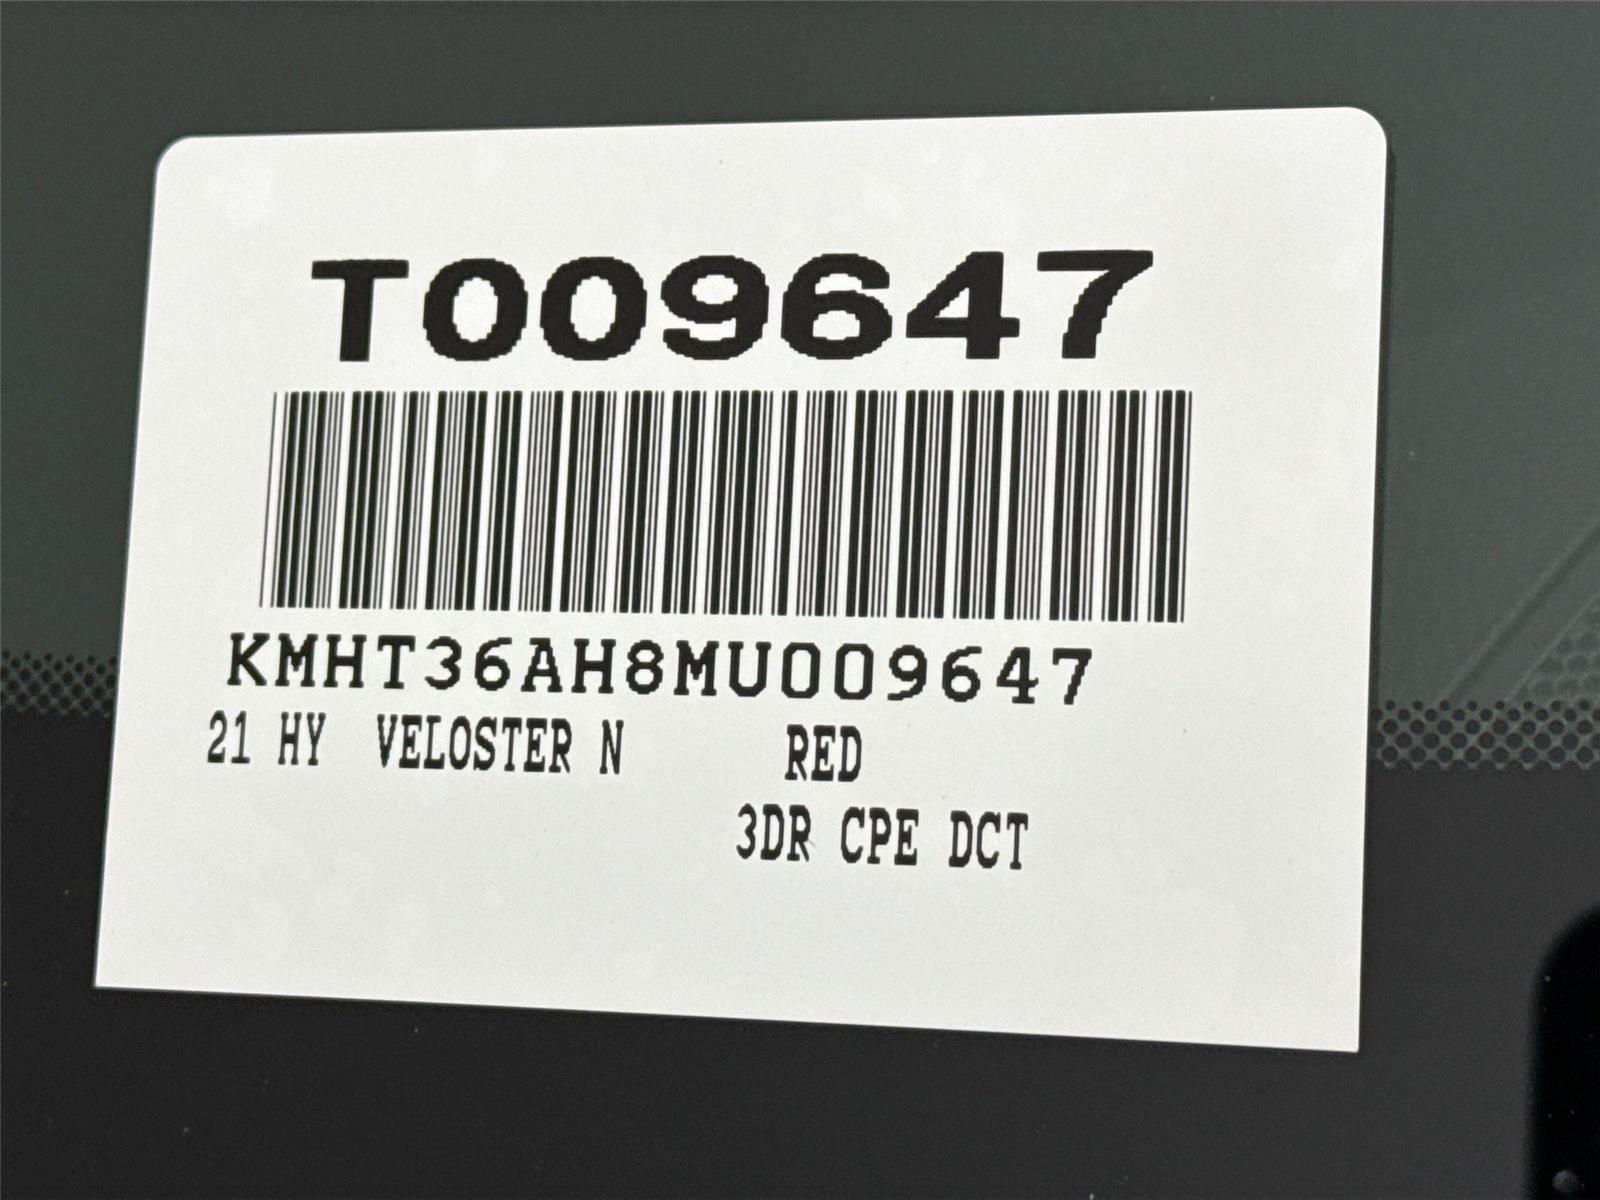 T009647
KMHT36AH8MU009647
21 HY VELOSTER N RED
3DR CPE DCT